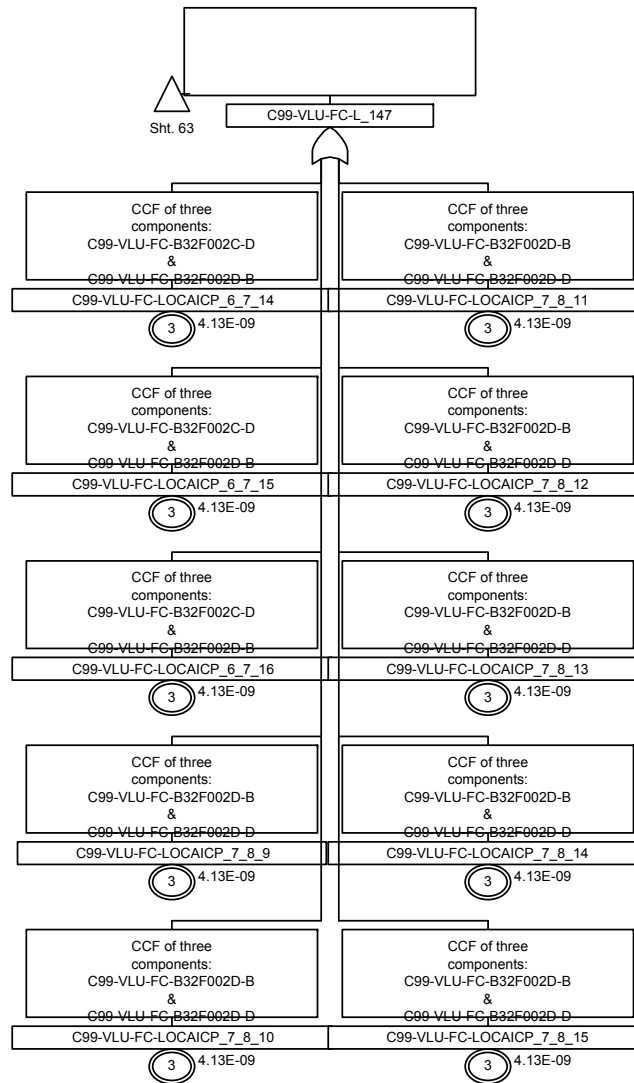 C99-VLU-FC-L_147
Sht. 63
CCF of three
components:
C99-VLU-FC-B32F002C-D
&
C99-VLU-FC-B32F002D-B
C99-VLU-FC-LOCAICP_6_7_14
3
4.13E-09
CCF of three
components:
C99-VLU-FC-B32F002D-B
&
C99-VLU-FC-B32F002D-D
C99-VLU-FC-LOCAICP_7_8_11
3
4.13E-09
CCF of three
components:
C99-VLU-FC-B32F002C-D
&
C99-VLU-FC-B32F002D-B
C99-VLU-FC-LOCAICP_6_7_15
3
4.13E-09
CCF of three
components:
C99-VLU-FC-B32F002D-B
&
C99-VLU-FC-B32F002D-D
C99-VLU-FC-LOCAICP_7_8_12
3
4.13E-09
CCF of three
components:
C99-VLU-FC-B32F002C-D
&
C99-VLU-FC-B32F002D-B
C99-VLU-FC-LOCAICP_6_7_16
3
4.13E-09
CCF of three
components:
C99-VLU-FC-B32F002D-B
&
C99-VLU-FC-B32F002D-D
C99-VLU-FC-LOCAICP_7_8_13
3
4.13E-09
CCF of three
components:
C99-VLU-FC-B32F002D-B
&
C99-VLU-FC-B32F002D-D
C99-VLU-FC-LOCAICP_7_8_9
3
4.13E-09
CCF of three
components:
C99-VLU-FC-B32F002D-B
&
C99-VLU-FC-B32F002D-D
C99-VLU-FC-LOCAICP_7_8_14
3
4.13E-09
CCF of three
components:
C99-VLU-FC-B32F002D-B
&
C99-VLU-FC-B32F002D-D
C99-VLU-FC-LOCAICP_7_8_10
3
4.13E-09
CCF of three
components:
C99-VLU-FC-B32F002D-B
&
C99-VLU-FC-B32F002D-D
C99-VLU-FC-LOCAICP_7_8_15
3
4.13E-09